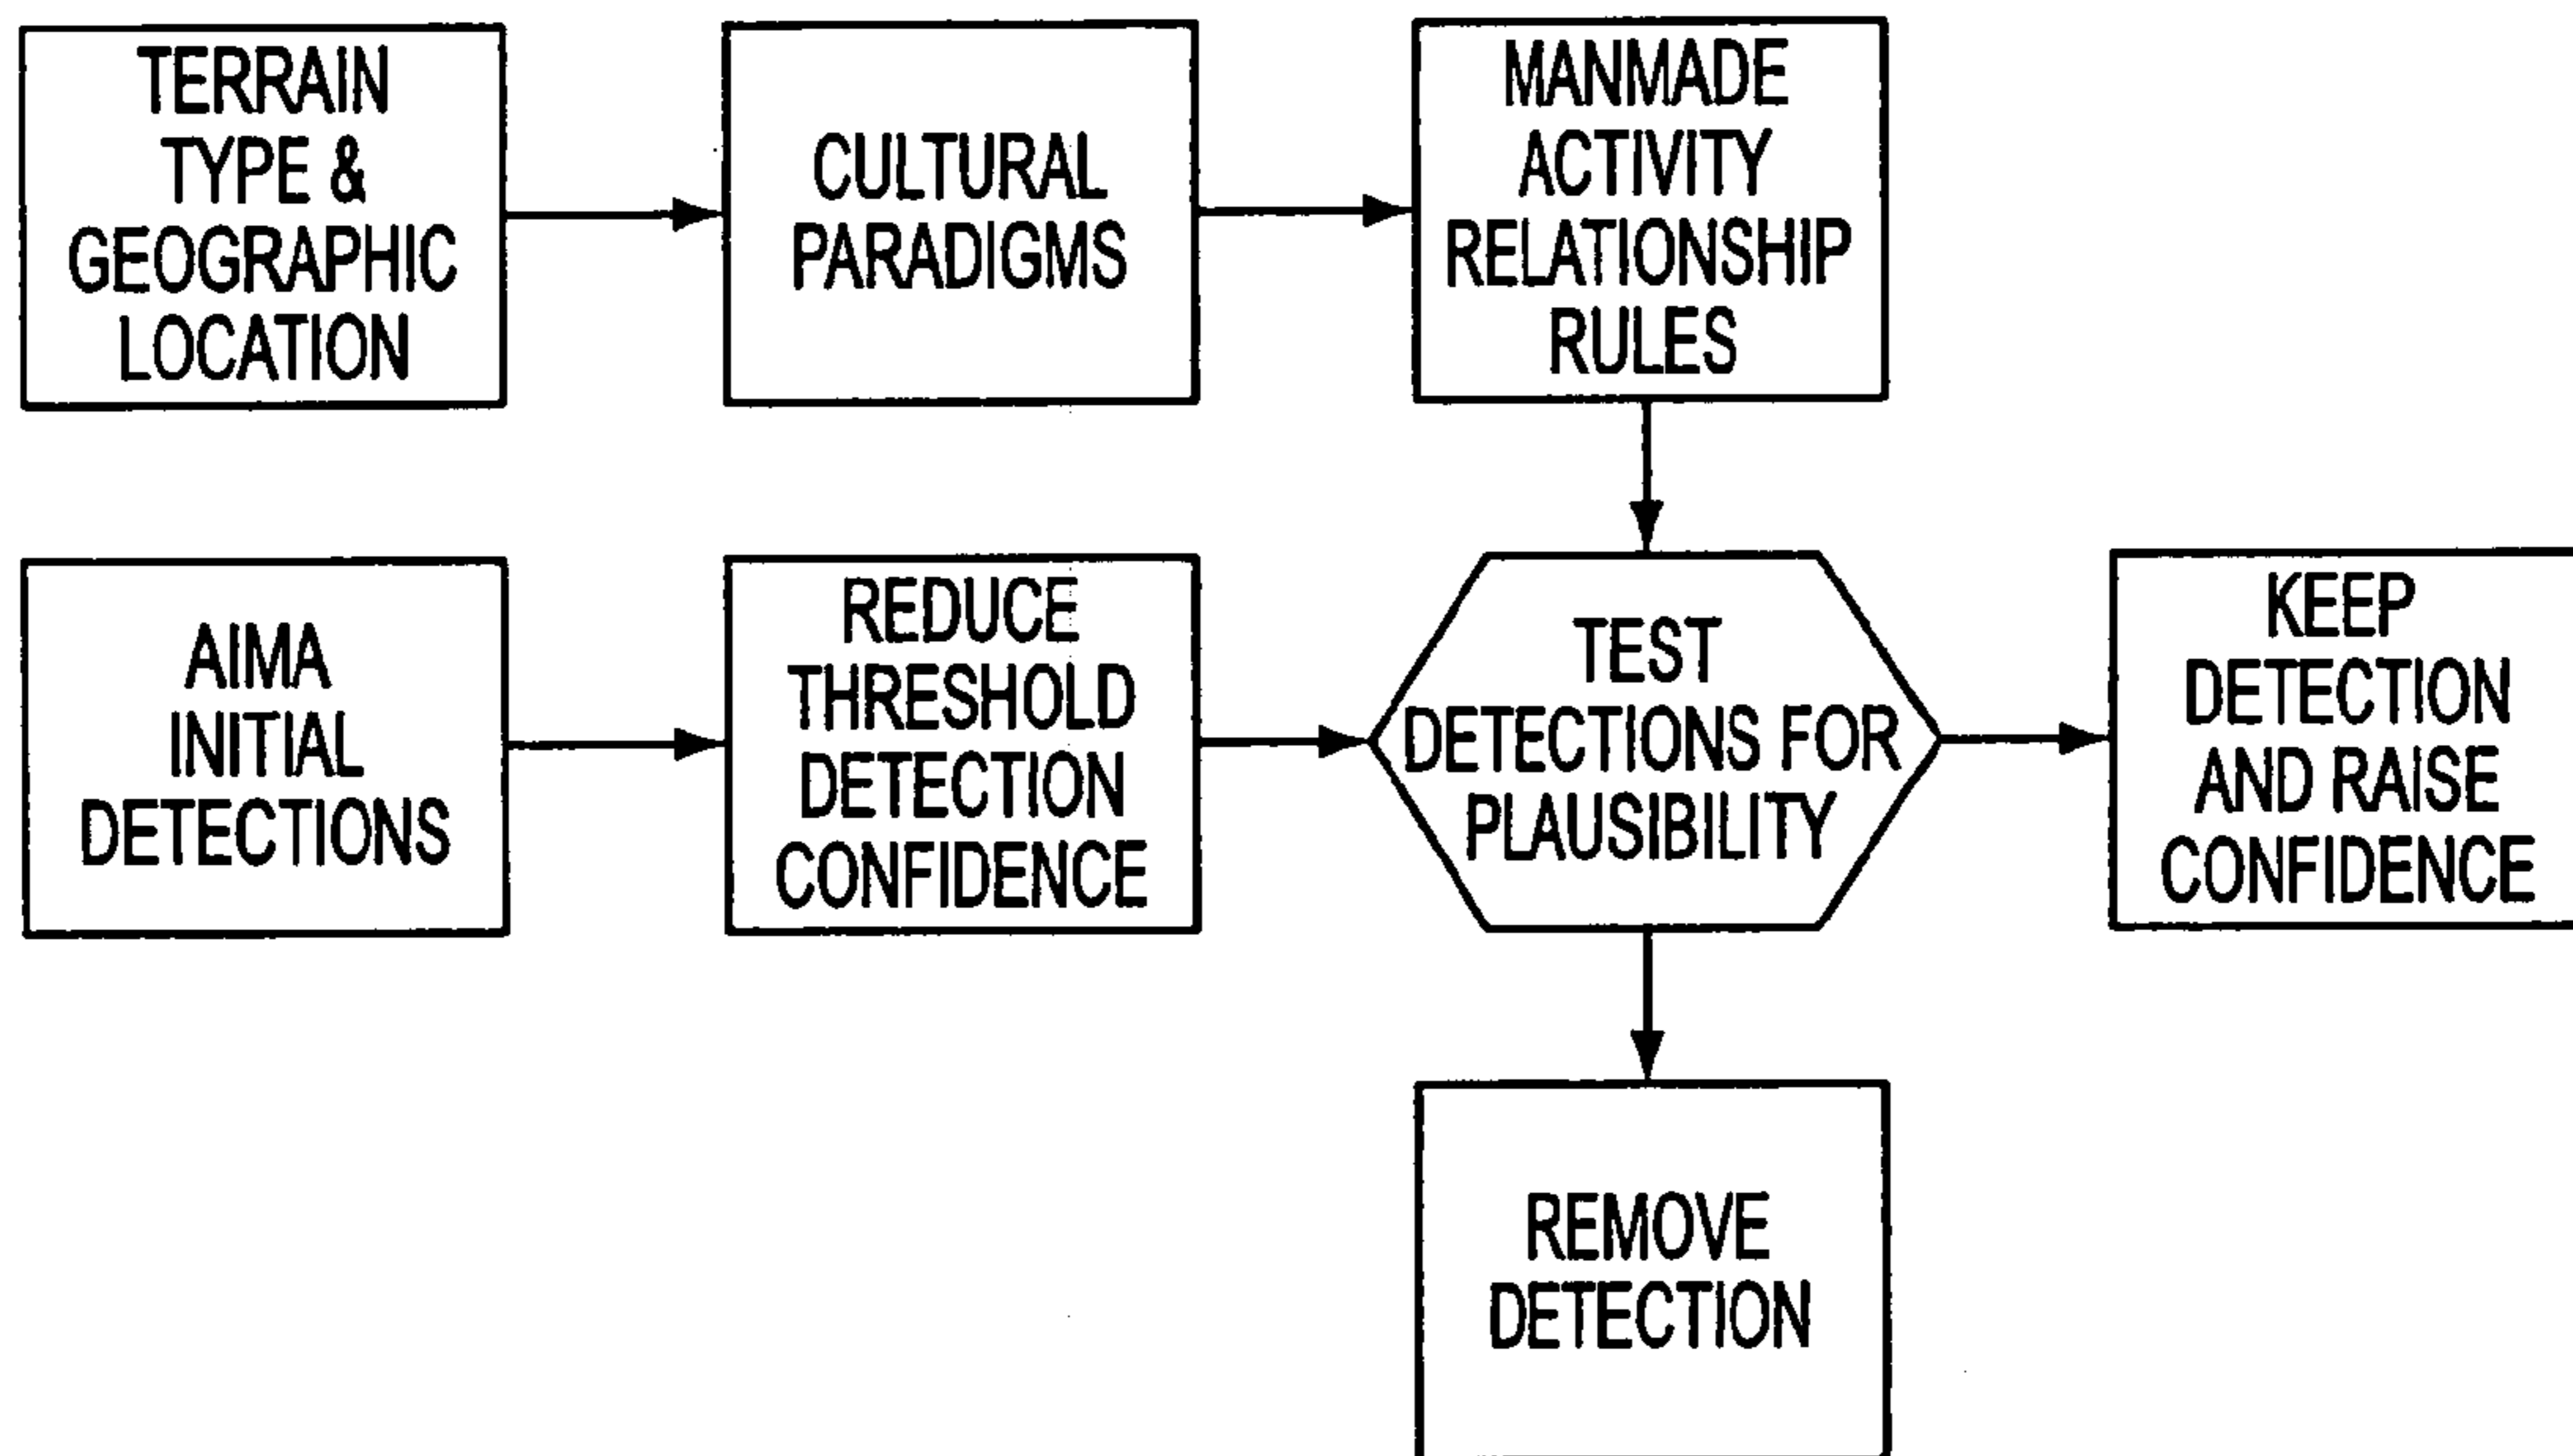 TERRAIN
TYPE &
GEOGRAPHIC
LOCATION
CULTURAL
PARADIGMS
MANMADE
ACTIVITY
RELATIONSHIP
RULES
AIMA
INITIAL
DETECTIONS
REDUCE
THRESHOLD
DETECTION
CONFIDENCE
TEST
DETECTIONS FOR
PLAUSIBILITY
KEEP
DETECTION
AND RAISE
CONFIDENCE
REMOVE
DETECTION